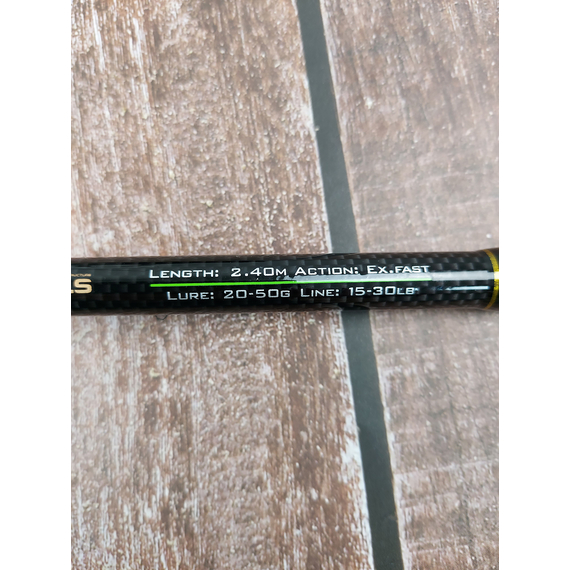 Length: 2.40m Action: Ex.fast
Lure: 20-50g Line: 15-30lb